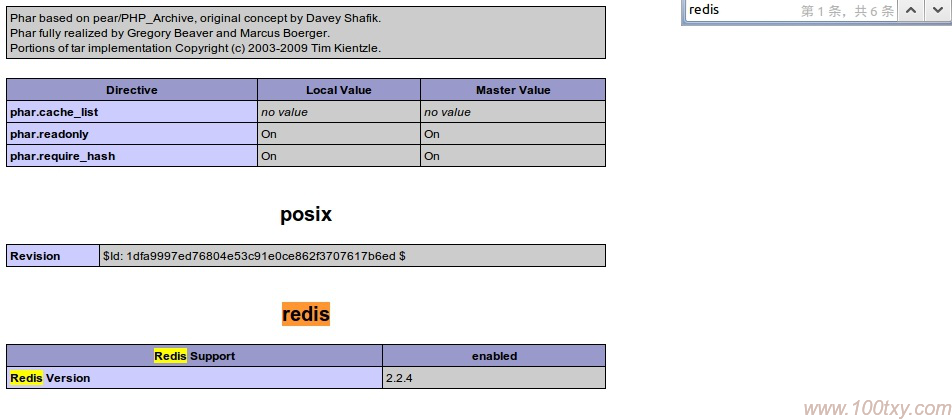 redis 第 1 条，共 6 条
Phar based on pear/PHP_Archive, original concept by Davey Shafik.
Phar fully realized by Gregory Beaver and Marcus Boerger.
Portions of tar implementation Copyright (c) 2003-2009 Tim Kientzle.
Directive Local Value Master Value
phar.cache_list no value no value
phar.readonly On On
phar.require_hash On On
posix
Revision $Id: 1dfa9997ed76804e53c91e0ce862f3707617b6ed $
redis
Redis Support enabled
Redis Version 2.2.4
www.100txy.com